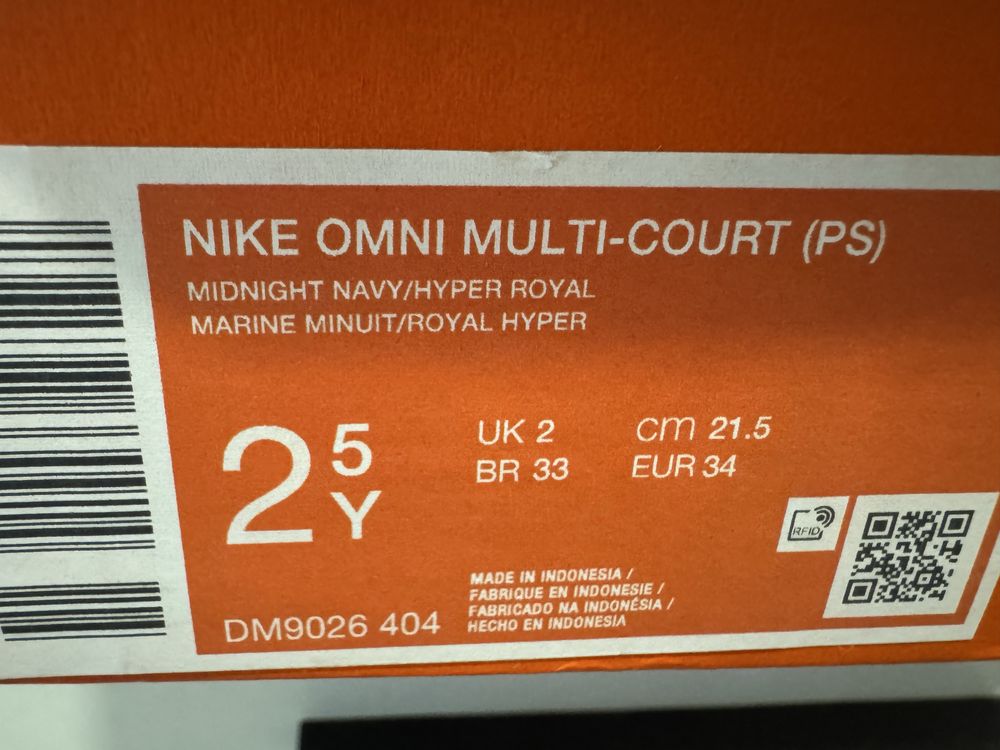 NIKE OMNI MULTI-COURT (PS)
MIDNIGHT NAVY/HYPER ROYAL
MARINE MINUIT/ROYAL HYPER
2 5 Y
UK 2 cm 21.5
BR 33 EUR 34
RFID
MADE IN INDONESIA /
FABRIQUE EN INDONESIE /
FABRICADO NA INDONÉSIA /
HECHO EN INDONESIA
DM9026 404